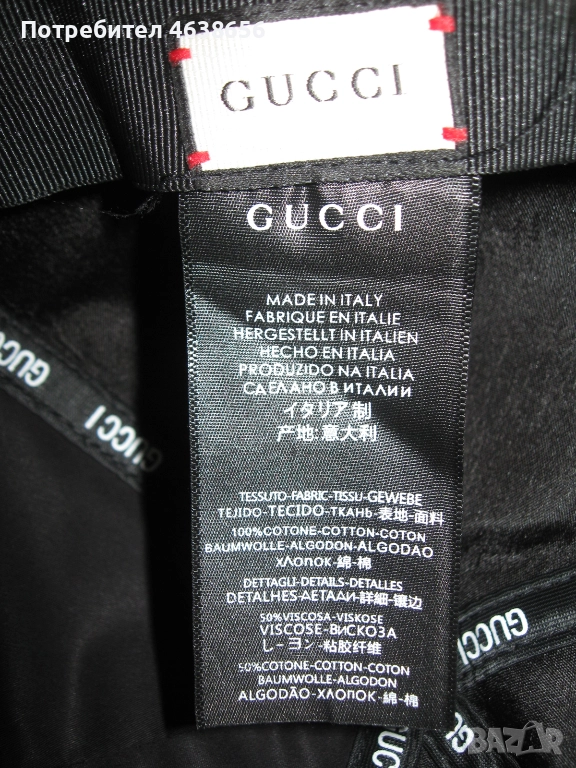 Потребител 4638656
GUCCI
GUCCI
MADE IN ITALY
FABRIQUE EN ITALIE
HERGESTELLT IN ITALIEN
HECHO EN ITALIA
PRODUZIDO NA ITALIA
СДЕЛАНО В ИТАЛИИ
イタリア制
产地:意大利
TESSUTO-FABRIC-TISSU-GEWEBE
TEJIDO-TECIDO-ТКАНЬ-表地-面料
100%COTONE-COTTON-COTON
BAUMWOLLE-ALGODON-ALGODAO
ХЛОПОК-綿-棉
DETTAGLI-DETAILS-DETALLES
DETALHES-ДЕТАЛИ-詳細-镶边
50%VISCOSA-VISKOSE
VISCOSE-ВИСКОЗА
レーヨン-粘胶纤维
50%COTONE-COTTON-COTON
BAUMWOLLE-ALGODON
ALGODÃO-ХЛОПОК-綿-棉
GUCCI
GUCCI
GUCCI
GUCCI
BAZAR